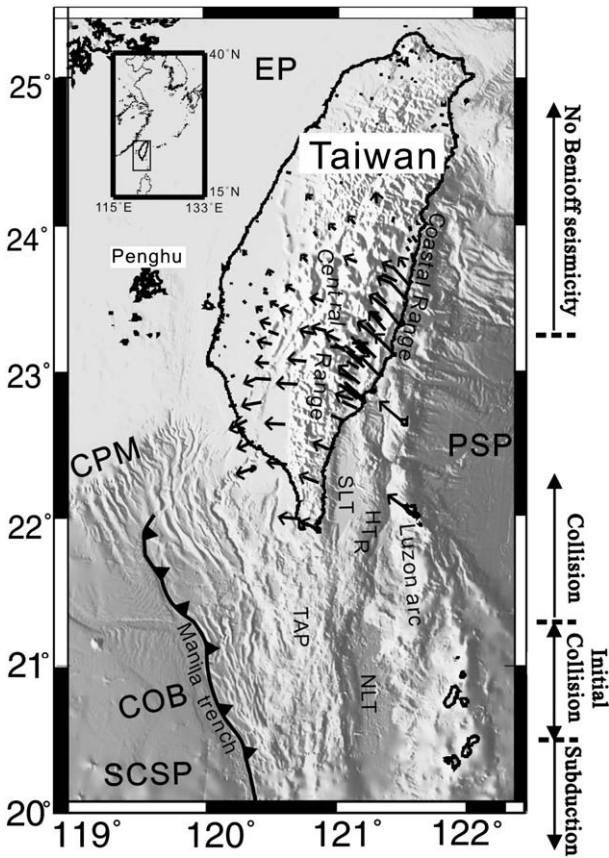 40°N
15°N
115°E
133°E
EP
Taiwan
Penghu
Central Range
Coastal Range
CPM
PSP
SLT
HTR
Luzon arc
TAP
Manila trench
NLT
COB
SCSP
25°
24°
23°
22°
21°
20°
119°
120°
121°
122°
No Benioff seismicity
Collision
Initial
Collision
Subduction